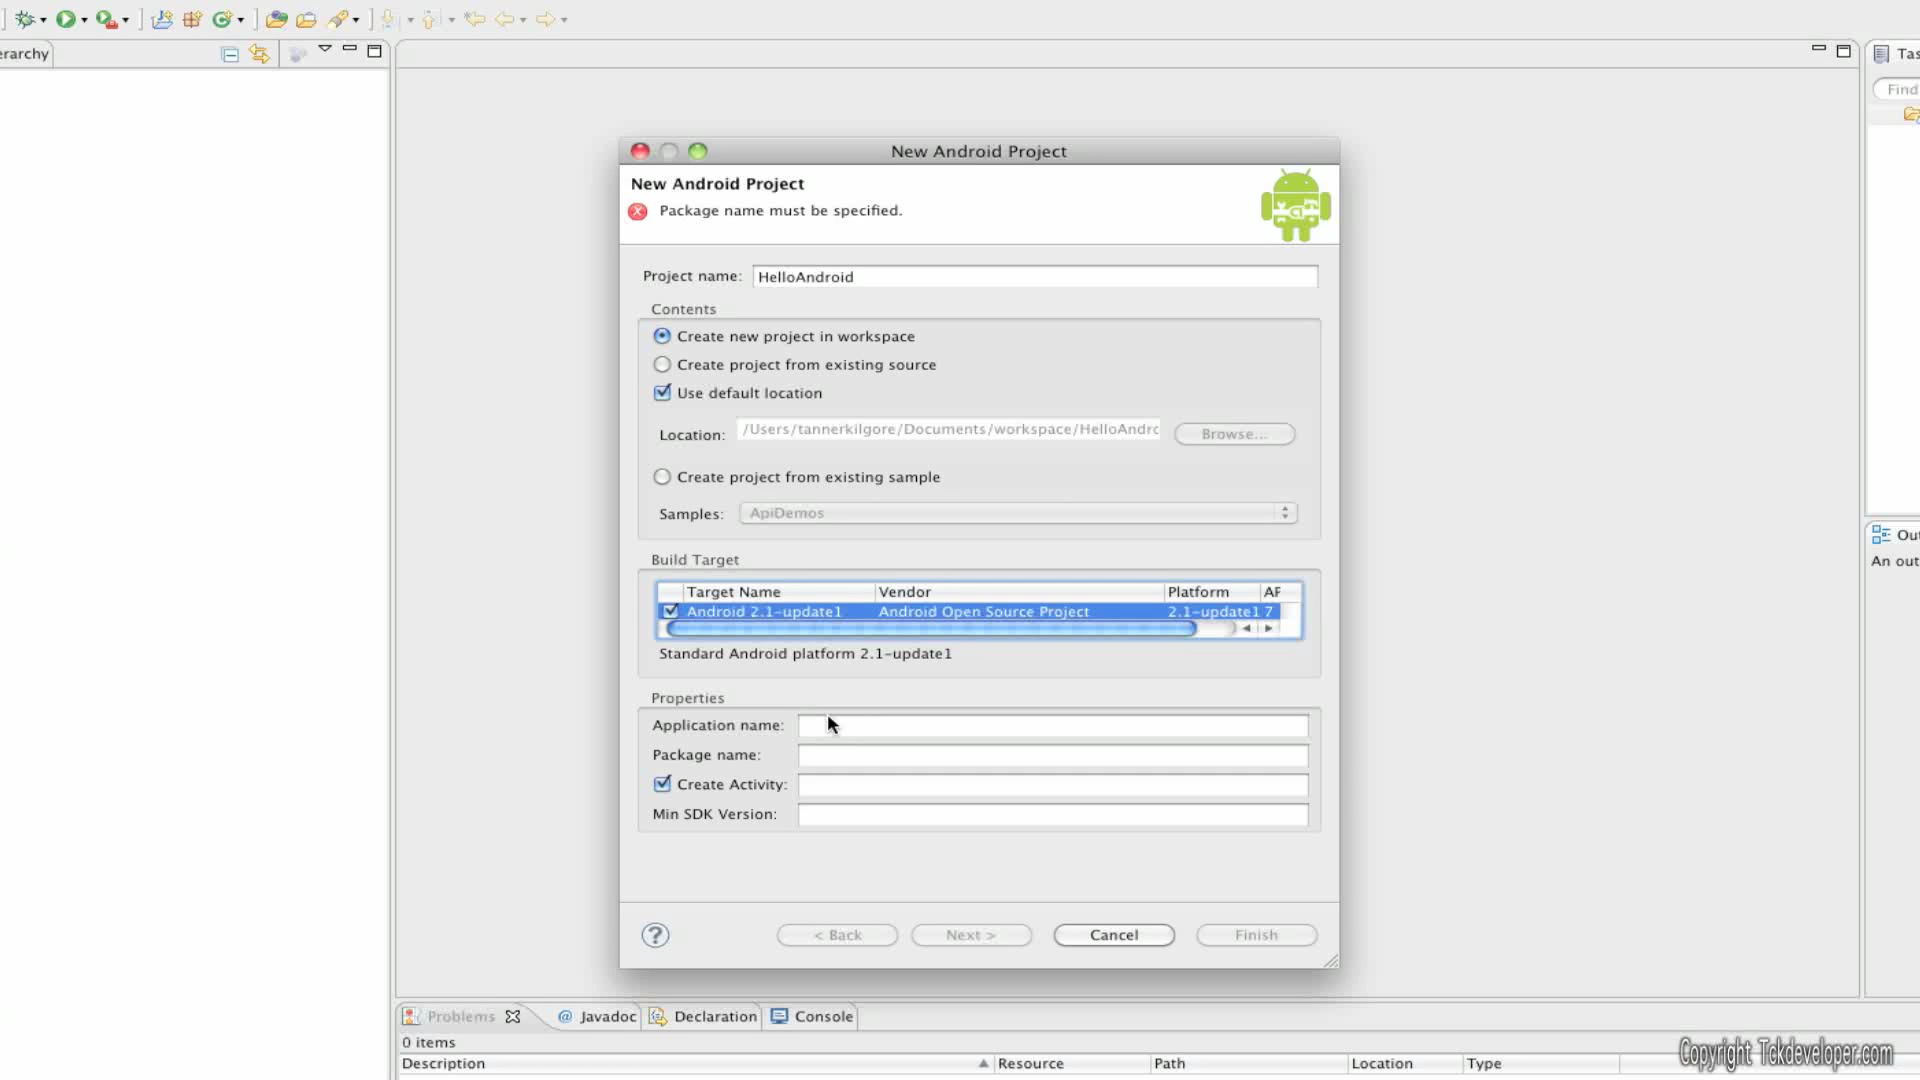 erarchy
Tas
Find
New Android Project
New Android Project
Package name must be specified.
Project name: HelloAndroid
Contents
Create new project in workspace
Create project from existing source
Use default location
Location: /Users/tannerkilgore/Documents/workspace/HelloAndrc Browse...
Create project from existing sample
Samples: ApiDemos
Out
An out
Build Target
Target Name Vendor Platform AF
Android 2.1-update1 Android Open Source Project 2.1-update1 7
Standard Android platform 2.1-update1
Properties
Application name:
Package name:
Create Activity:
Min SDK Version:
? < Back Next > Cancel Finish
Problems @ Javadoc Declaration Console
0 items
Description Resource Path Location Type
Copyright Tckdeveloper.com